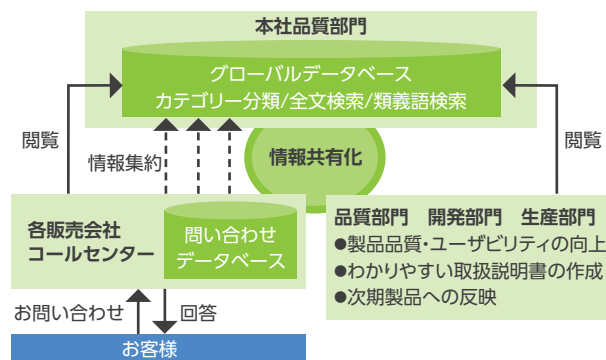 本社品質部門
グローバルデータベース
カテゴリー分類/全文検索/類義語検索
閲覧
情報集約
情報共有化
閲覧
各販売会社
コールセンター
問い合わせ
データベース
品質部門 開発部門 生産部門
●製品品質・ユーザビリティの向上
●わかりやすい取扱説明書の作成
●次期製品への反映
お問い合わせ
回答
お客様